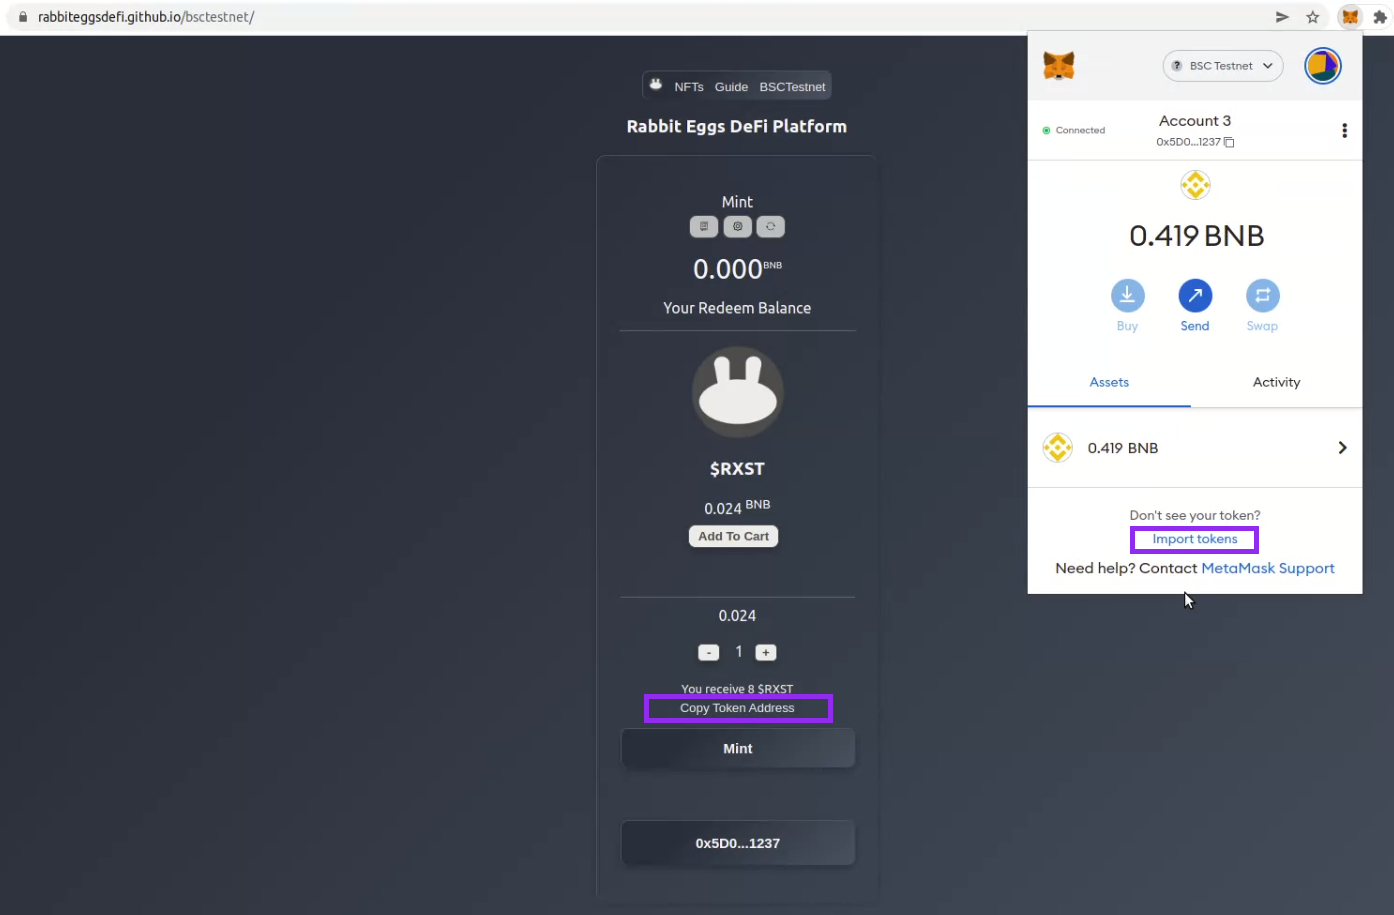 rabbiteggsdefi.github.io/bsctestnet/
NFTs Guide BSCTestnet
Rabbit Eggs DeFi Platform
Mint
0.000 BNB
Your Redeem Balance
$RXST
0.024 BNB
Add To Cart
0.024
- 1 +
You receive 8 $RXST
Copy Token Address
Mint
0x5D0...1237
? BSC Testnet
Connected
Account 3
0x5D0...1237
0.419 BNB
Buy Send Swap
Assets Activity
0.419 BNB
Don't see your token?
Import tokens
Need help? Contact MetaMask Support